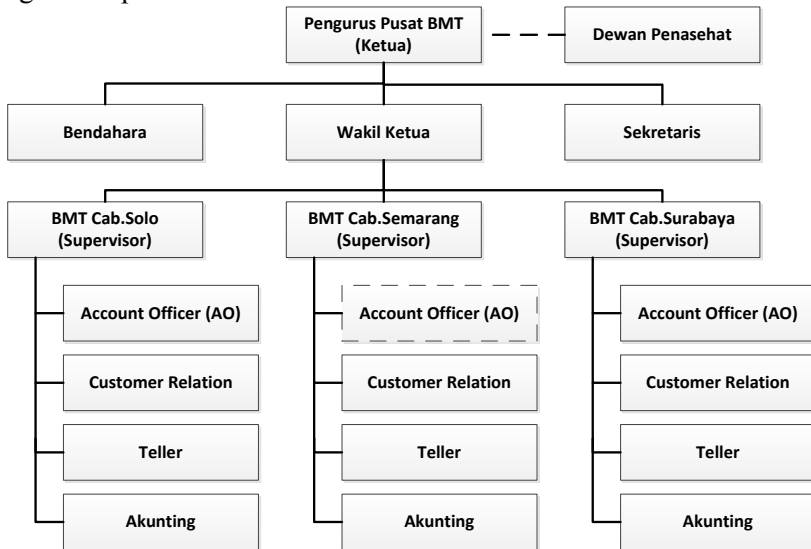 Pengurus Pusat BMT
(Ketua)
Dewan Penasehat
Bendahara
Wakil Ketua
Sekretaris
BMT Cab.Solo
(Supervisor)
BMT Cab.Semarang
(Supervisor)
BMT Cab.Surabaya
(Supervisor)
Account Officer (AO)
Account Officer (AO)
Account Officer (AO)
Customer Relation
Customer Relation
Customer Relation
Teller
Teller
Teller
Akunting
Akunting
Akunting